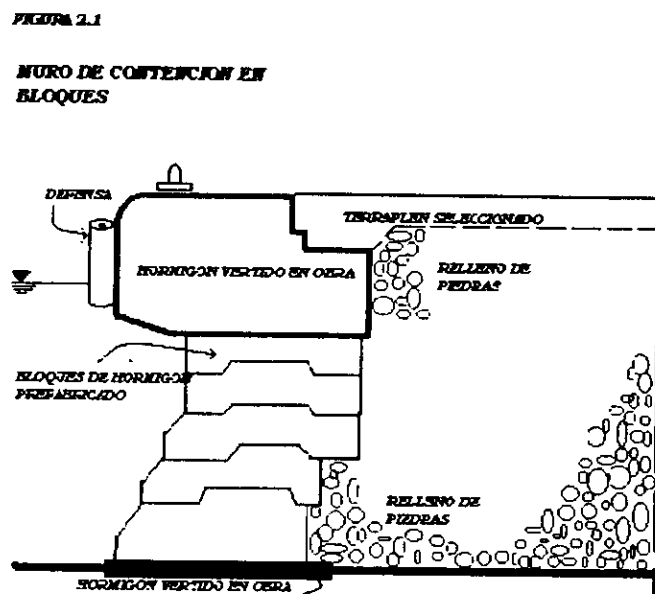 FIGURA 2.1
MURO DE CONTENCION EN
BLOQUES
DEFENSA
TERRAPLEN SELECCIONADO
HORMIGON VERTIDO EN OBRA
RELLENO DE
PIEDRAS
BLOQUES DE HORMIGON
PREFABRICADO
RELLENO DE
PIEDRAS
HORMIGON VERTIDO EN OBRA